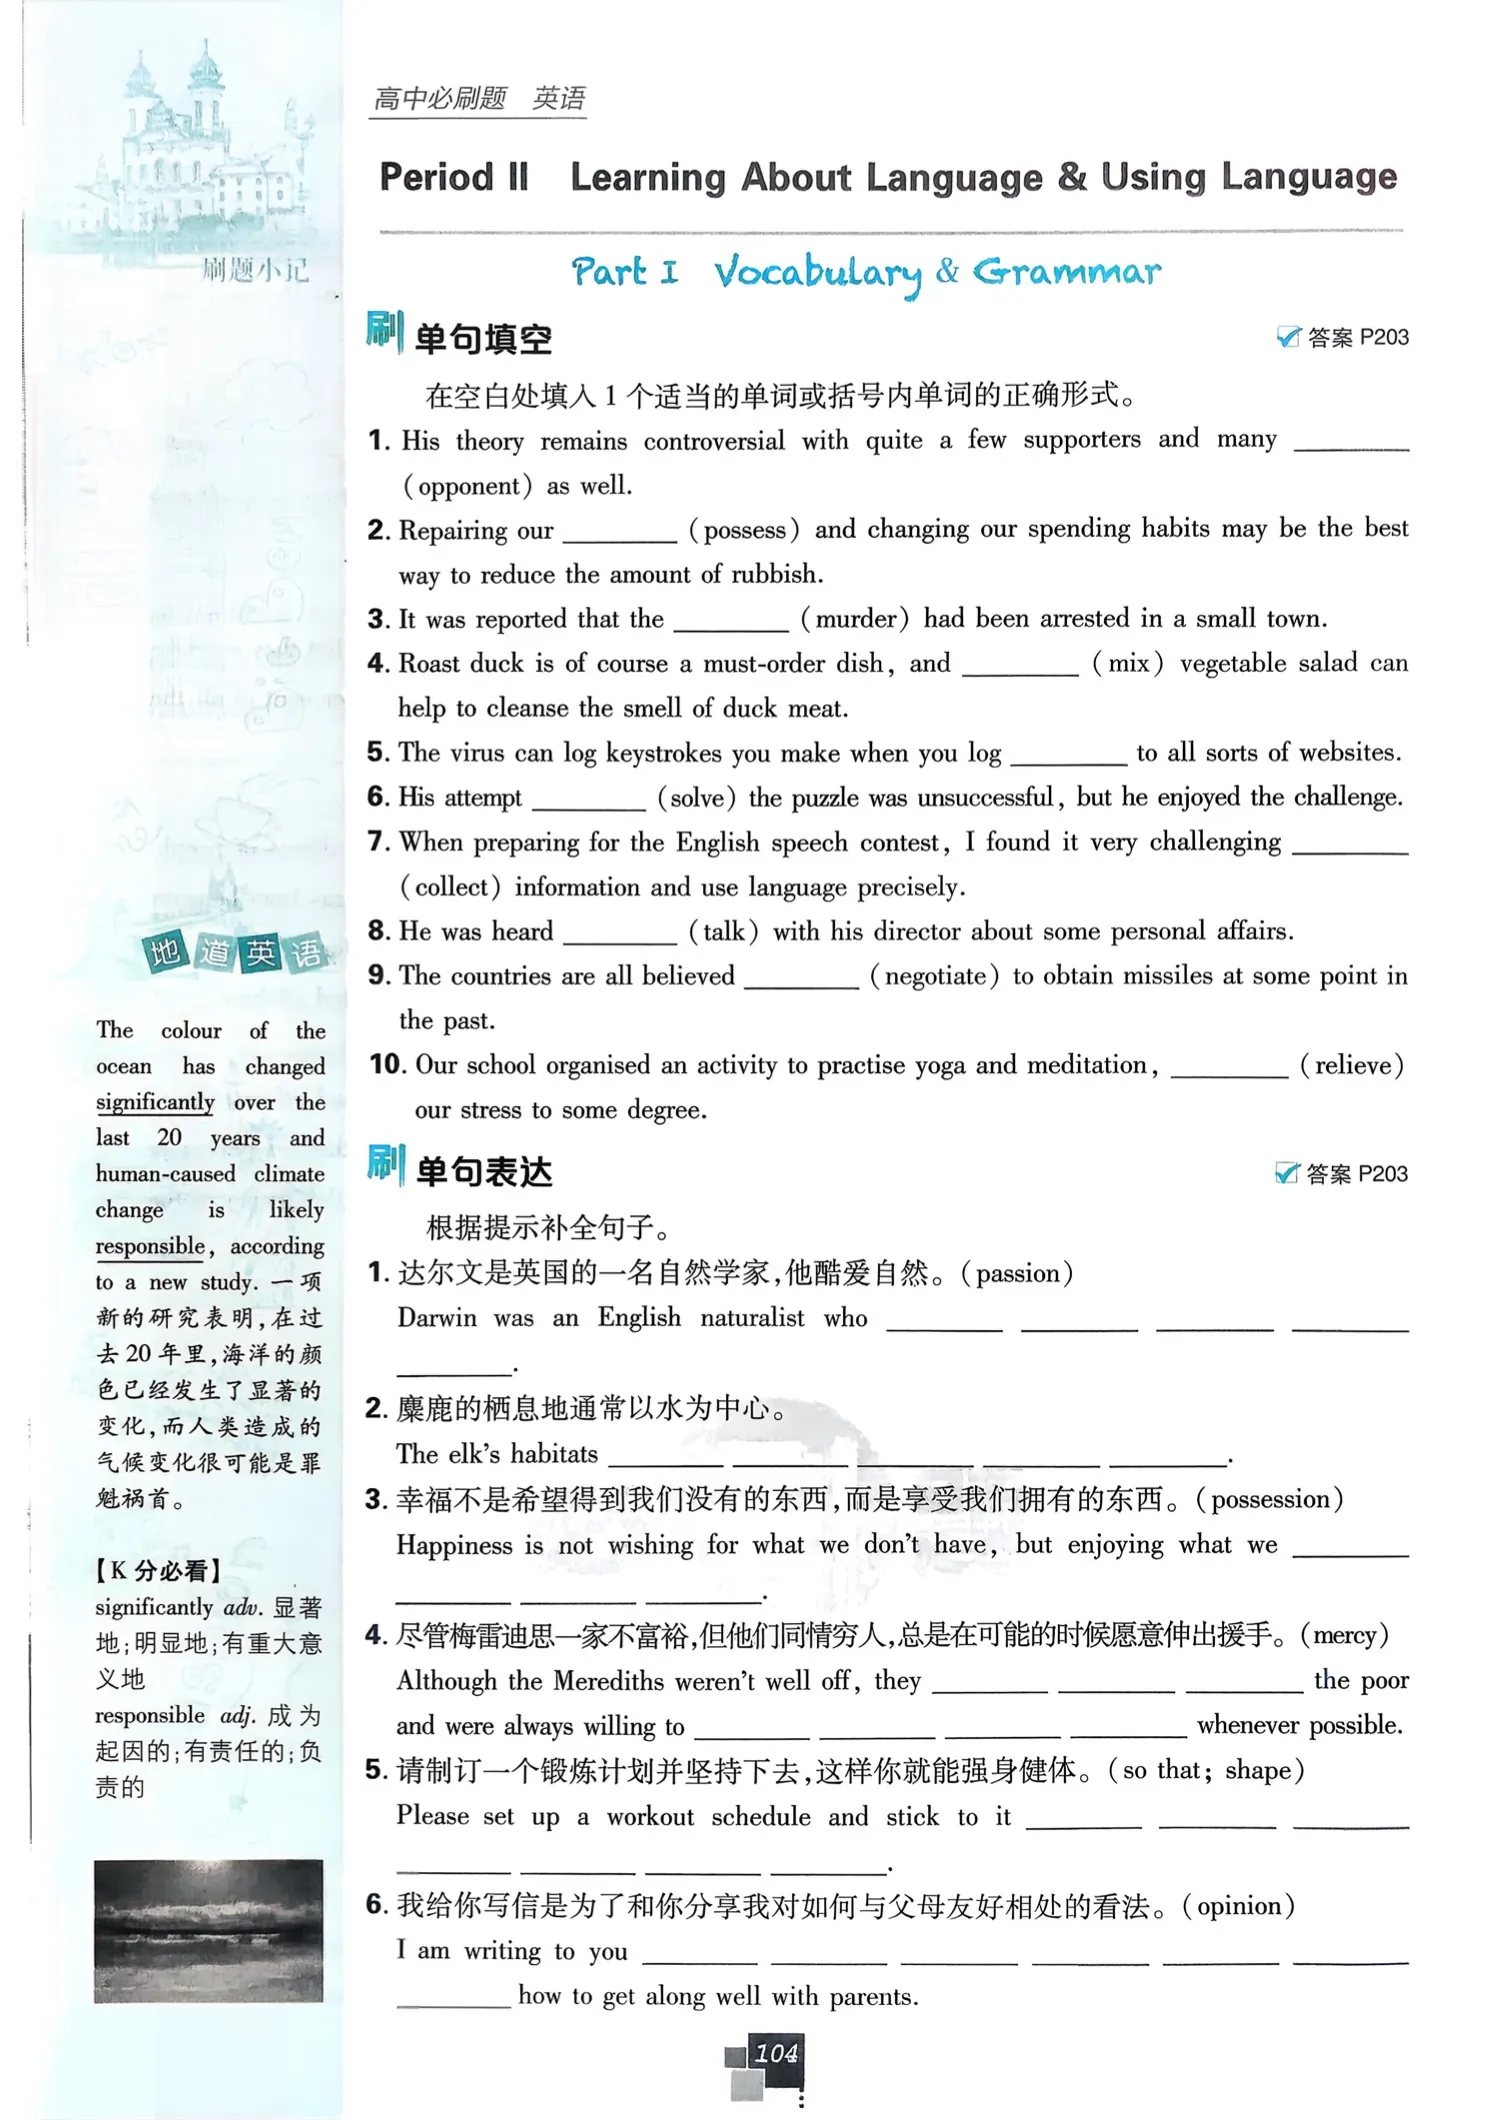 高中必刷题 英语
Period II Learning About Language & Using Language
刷题小记
Part I Vocabulary & Grammar
刷 单句填空
答案 P203
在空白处填入 1 个适当的单词或括号内单词的正确形式。
1. His theory remains controversial with quite a few supporters and many ________
(opponent) as well.
2. Repairing our ________ (possess) and changing our spending habits may be the best
way to reduce the amount of rubbish.
3. It was reported that the ________ (murder) had been arrested in a small town.
4. Roast duck is of course a must-order dish, and ________ (mix) vegetable salad can
help to cleanse the smell of duck meat.
5. The virus can log keystrokes you make when you log ________ to all sorts of websites.
6. His attempt ________ (solve) the puzzle was unsuccessful, but he enjoyed the challenge.
7. When preparing for the English speech contest, I found it very challenging ________
(collect) information and use language precisely.
8. He was heard ________ (talk) with his director about some personal affairs.
9. The countries are all believed ________ (negotiate) to obtain missiles at some point in
the past.
10. Our school organised an activity to practise yoga and meditation, ________ (relieve)
our stress to some degree.
刷 单句表达
答案 P203
根据提示补全句子。
1. 达尔文是英国的一名自然学家,他酷爱自然。(passion)
Darwin was an English naturalist who ________ ________ ________ ________
________.
2. 麋鹿的栖息地通常以水为中心。
The elk's habitats ________ ________ ________ ________ ________.
3. 幸福不是希望得到我们没有的东西,而是享受我们拥有的东西。(possession)
Happiness is not wishing for what we don't have, but enjoying what we ________
________ ________ ________.
4. 尽管梅雷迪思一家不富裕,但他们同情穷人,总是在可能的时候愿意伸出援手。(mercy)
Although the Merediths weren't well off, they ________ ________ ________ the poor
and were always willing to ________ ________ ________ ________ whenever possible.
5. 请制订一个锻炼计划并坚持下去,这样你就能强身健体。(so that; shape)
Please set up a workout schedule and stick to it ________ ________ ________
________ ________ ________ ________.
6. 我给你写信是为了和你分享我对如何与父母友好相处的看法。(opinion)
I am writing to you ________ ________ ________ ________ ________ ________
________ how to get along well with parents.
地道英语
The colour of the
ocean has changed
significantly over the
last 20 years and
human-caused climate
change is likely
responsible, according
to a new study. 一项
新的研究表明,在过
去 20 年里,海洋的颜
色已经发生了显著的
变化,而人类造成的
气候变化很可能是罪
魁祸首。
【K 分必看】
significantly adv. 显著
地;明显地;有重大意
义地
responsible adj. 成为
起因的;有责任的;负
责的
104